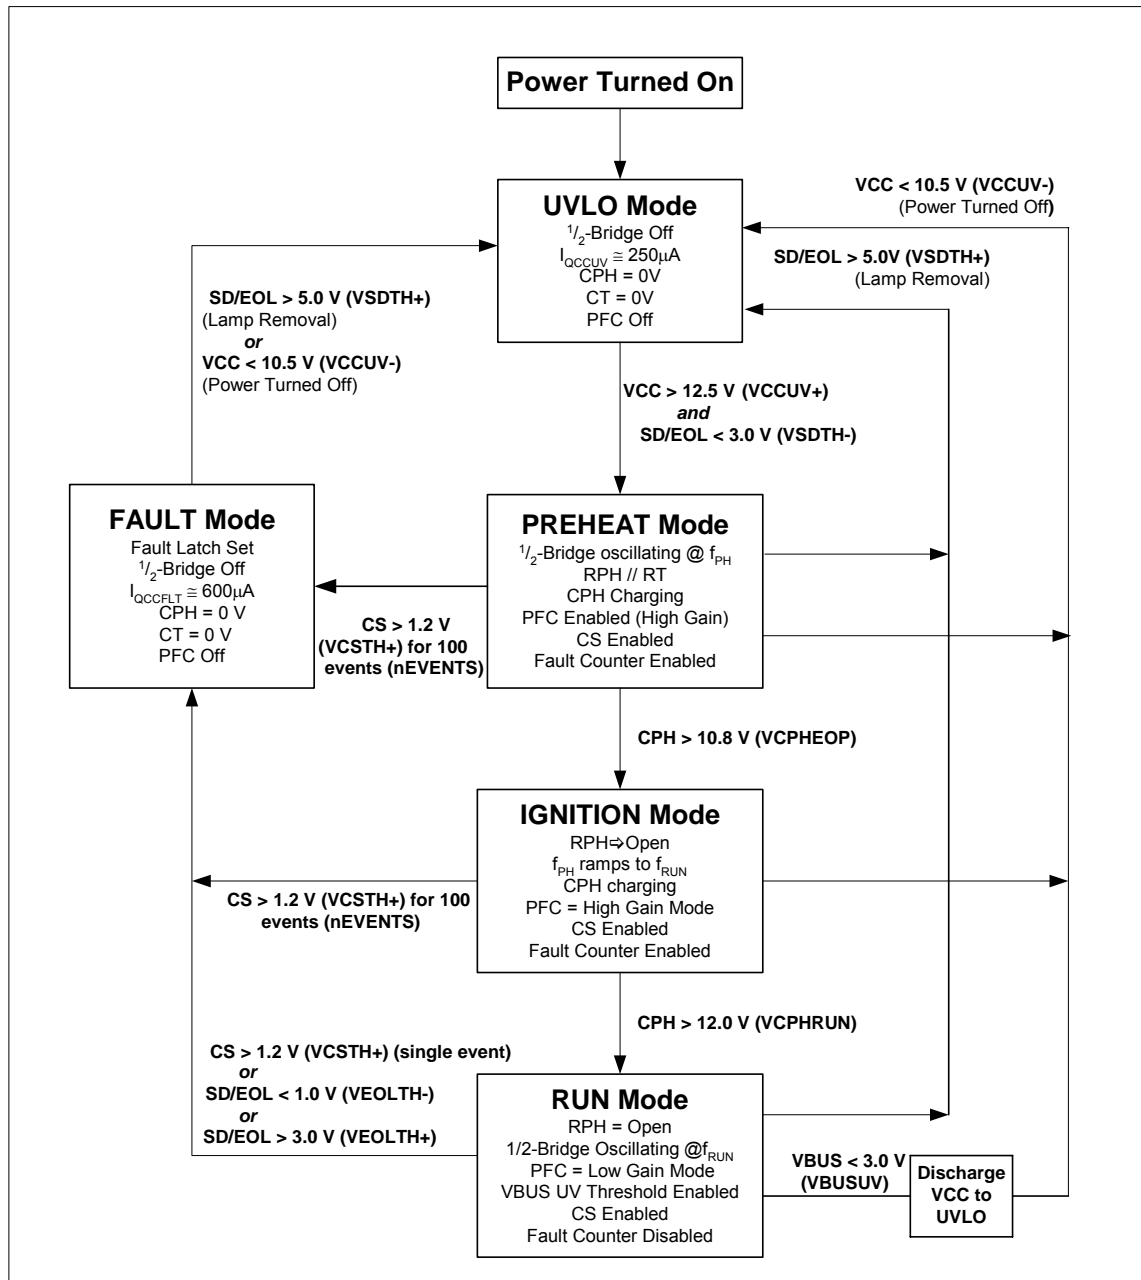 Power Turned On
VCC < 10.5 V (VCCUV-)
(Power Turned Off)
UVLO Mode
1/2-Bridge Off
IQCCUV ≅ 250μA
CPH = 0V
CT = 0V
PFC Off
SD/EOL > 5.0V (VSDTH+)
(Lamp Removal)
SD/EOL > 5.0 V (VSDTH+)
(Lamp Removal)
or
VCC < 10.5 V (VCCUV-)
(Power Turned Off)
VCC > 12.5 V (VCCUV+)
and
SD/EOL < 3.0 V (VSDTH-)
FAULT Mode
Fault Latch Set
1/2-Bridge Off
IQCCFLT ≅ 600μA
CPH = 0 V
CT = 0 V
PFC Off
PREHEAT Mode
1/2-Bridge oscillating @ fPH
RPH // RT
CPH Charging
PFC Enabled (High Gain)
CS Enabled
Fault Counter Enabled
CS > 1.2 V
(VCSTH+) for 100
events (nEVENTS)
CPH > 10.8 V (VCPHEOP)
IGNITION Mode
RPH⇨Open
fPH ramps to fRUN
CPH charging
PFC = High Gain Mode
CS Enabled
Fault Counter Enabled
CS > 1.2 V (VCSTH+) for 100
events (nEVENTS)
CPH > 12.0 V (VCPHRUN)
CS > 1.2 V (VCSTH+) (single event)
or
SD/EOL < 1.0 V (VEOLTH-)
or
SD/EOL > 3.0 V (VEOLTH+)
RUN Mode
RPH = Open
1/2-Bridge Oscillating @fRUN
PFC = Low Gain Mode
VBUS UV Threshold Enabled
CS Enabled
Fault Counter Disabled
VBUS < 3.0 V
(VBUSUV)
Discharge
VCC to
UVLO